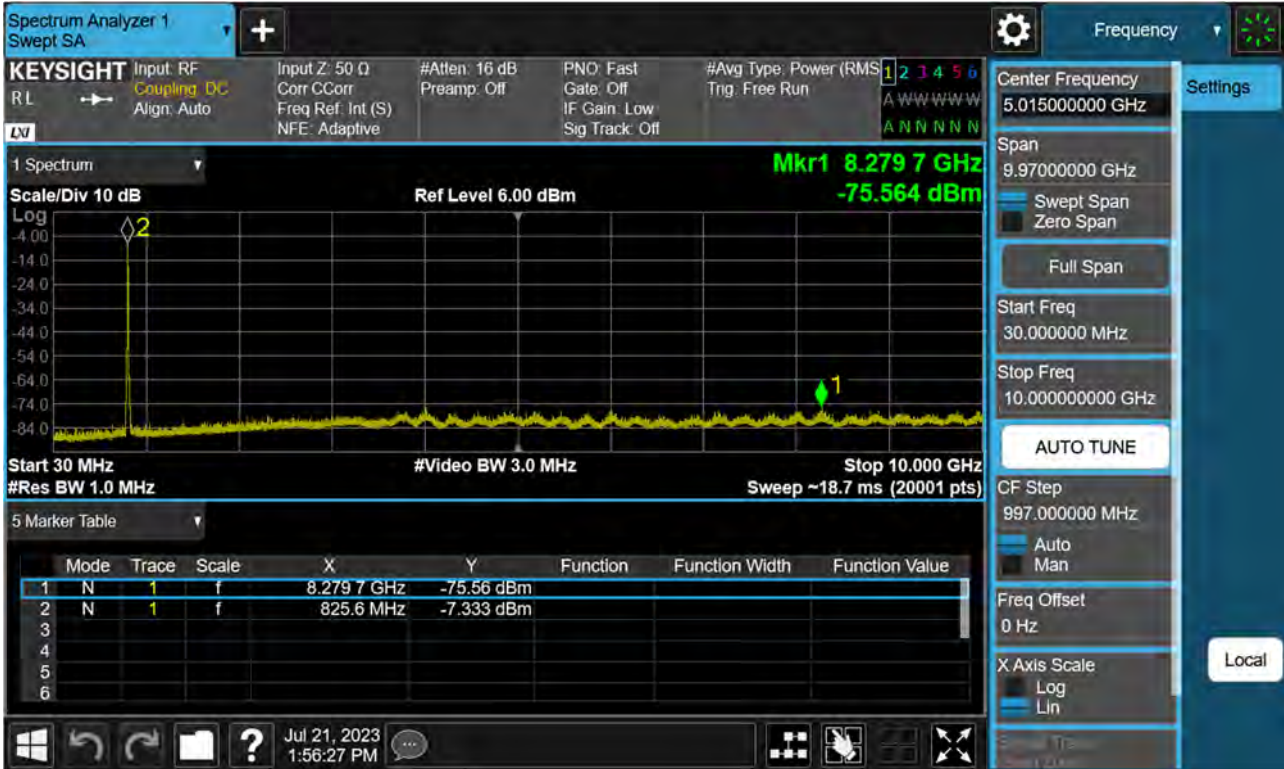 Spectrum Analyzer 1
Swept SA
+
Frequency
KEYSIGHT
RL
LXI
Input: RF
Coupling: DC
Align: Auto
Input Z: 50 Ω
Corr CCorr
Freq Ref: Int (S)
NFE: Adaptive
#Atten: 16 dB
Preamp: Off
PNO: Fast
Gate: Off
IF Gain: Low
Sig Track: Off
#Avg Type: Power (RMS
Trig: Free Run
1 2 3 4 5 6
A W W W W W
A N N N N N
1 Spectrum
Scale/Div 10 dB
Ref Level 6.00 dBm
Mkr1 8.279 7 GHz
-75.564 dBm
Log
-4.00
-14.0
-24.0
-34.0
-44.0
-54.0
-64.0
-74.0
-84.0
2
1
Start 30 MHz
#Video BW 3.0 MHz
Stop 10.000 GHz
#Res BW 1.0 MHz
Sweep ~18.7 ms (20001 pts)
5 Marker Table
Mode Trace Scale X Y Function Function Width Function Value
1 N 1 f 8.279 7 GHz -75.56 dBm
2 N 1 f 825.6 MHz -7.333 dBm
3
4
5
6
Jul 21, 2023
1:56:27 PM
?
Center Frequency
5.015000000 GHz
Span
9.97000000 GHz
Swept Span
Zero Span
Full Span
Start Freq
30.000000 MHz
Stop Freq
10.000000000 GHz
AUTO TUNE
CF Step
997.000000 MHz
Auto
Man
Freq Offset
0 Hz
X Axis Scale
Log
Lin
Settings
Local